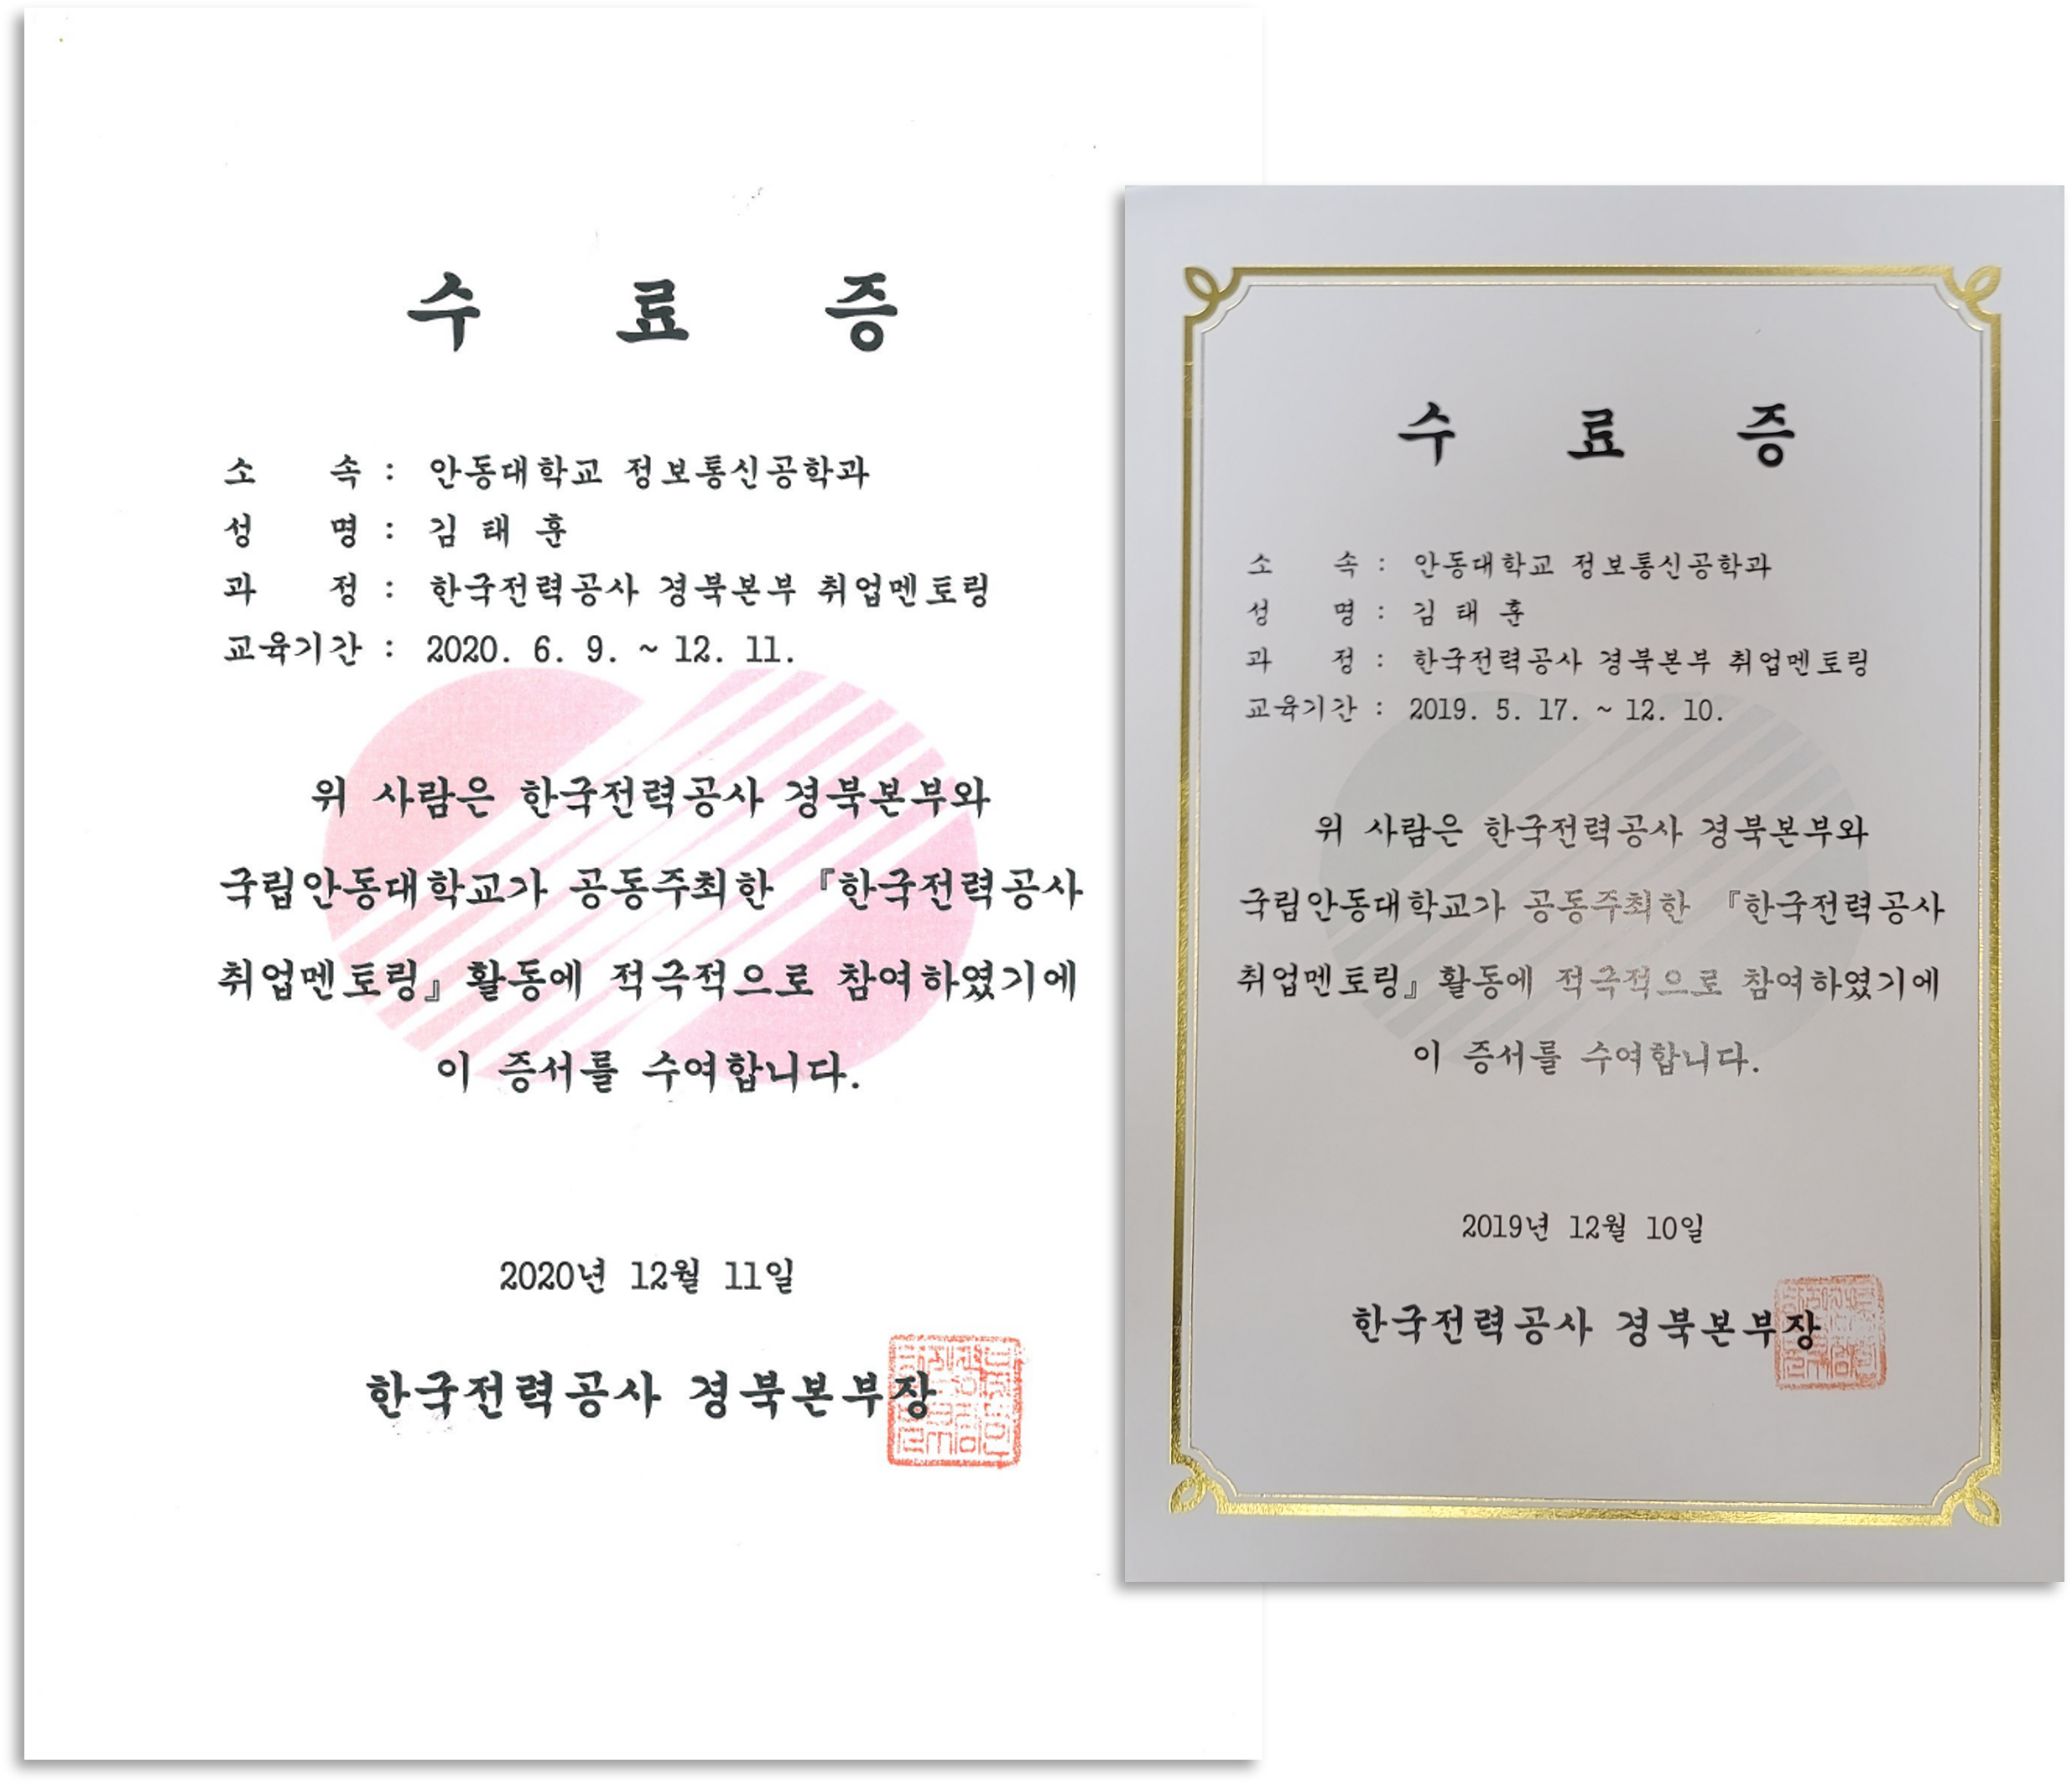 수 료 증
소 속 : 안동대학교 정보통신공학과
성 명 : 김 태 훈
과 정 : 한국전력공사 경북본부 취업멘토링
교육기간 : 2020. 6. 9. ~ 12. 11.
위 사람은 한국전력공사 경북본부와
국립안동대학교가 공동주최한 『한국전력공사
취업멘토링』 활동에 적극적으로 참여하였기에
이 증서를 수여합니다.
2020년 12월 11일
한국전력공사 경북본부장
수 료 증
소 속 : 안동대학교 정보통신공학과
성 명 : 김 태 훈
과 정 : 한국전력공사 경북본부 취업멘토링
교육기간 : 2019. 5. 17. ~ 12. 10.
위 사람은 한국전력공사 경북본부와
국립안동대학교가 공동주최한 『한국전력공사
취업멘토링』 활동에 적극적으로 참여하였기에
이 증서를 수여합니다.
2019년 12월 10일
한국전력공사 경북본부장